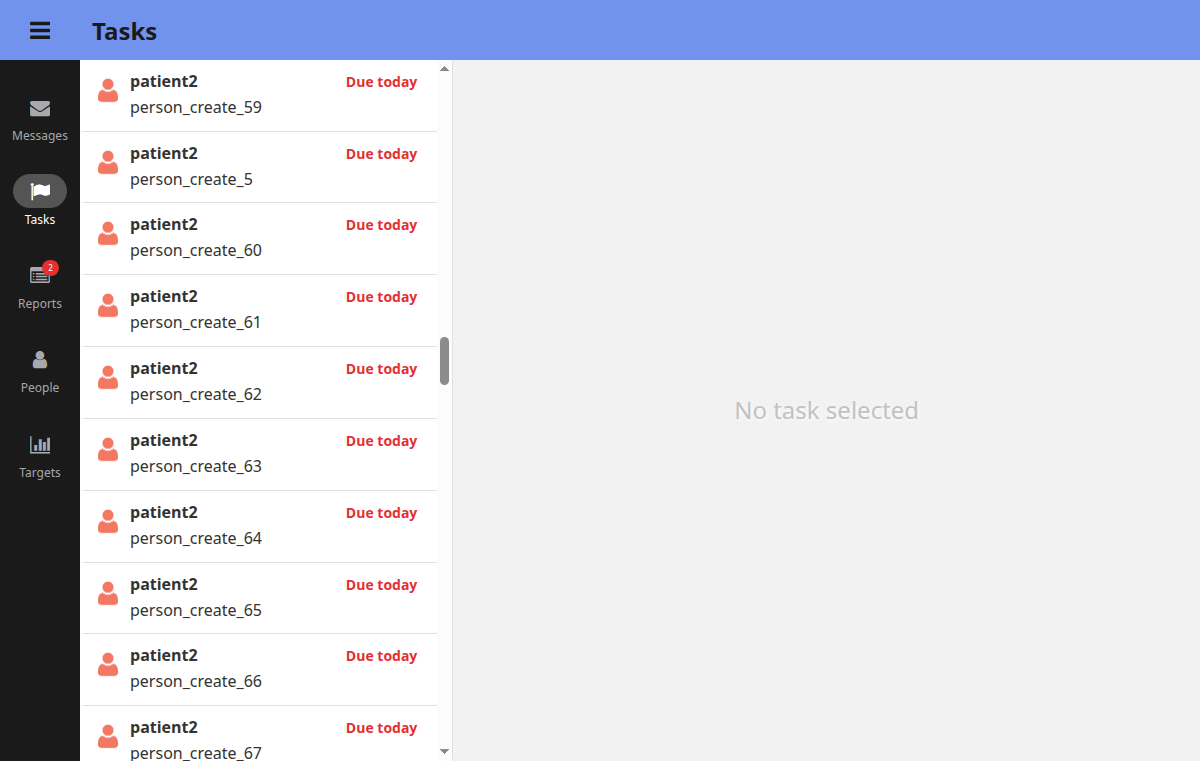 Tasks
Messages
Tasks
2
Reports
People
Targets
patient2 Due today
person_create_59
patient2 Due today
person_create_5
patient2 Due today
person_create_60
patient2 Due today
person_create_61
patient2 Due today
person_create_62
patient2 Due today
person_create_63
patient2 Due today
person_create_64
patient2 Due today
person_create_65
patient2 Due today
person_create_66
patient2 Due today
person_create_67
No task selected